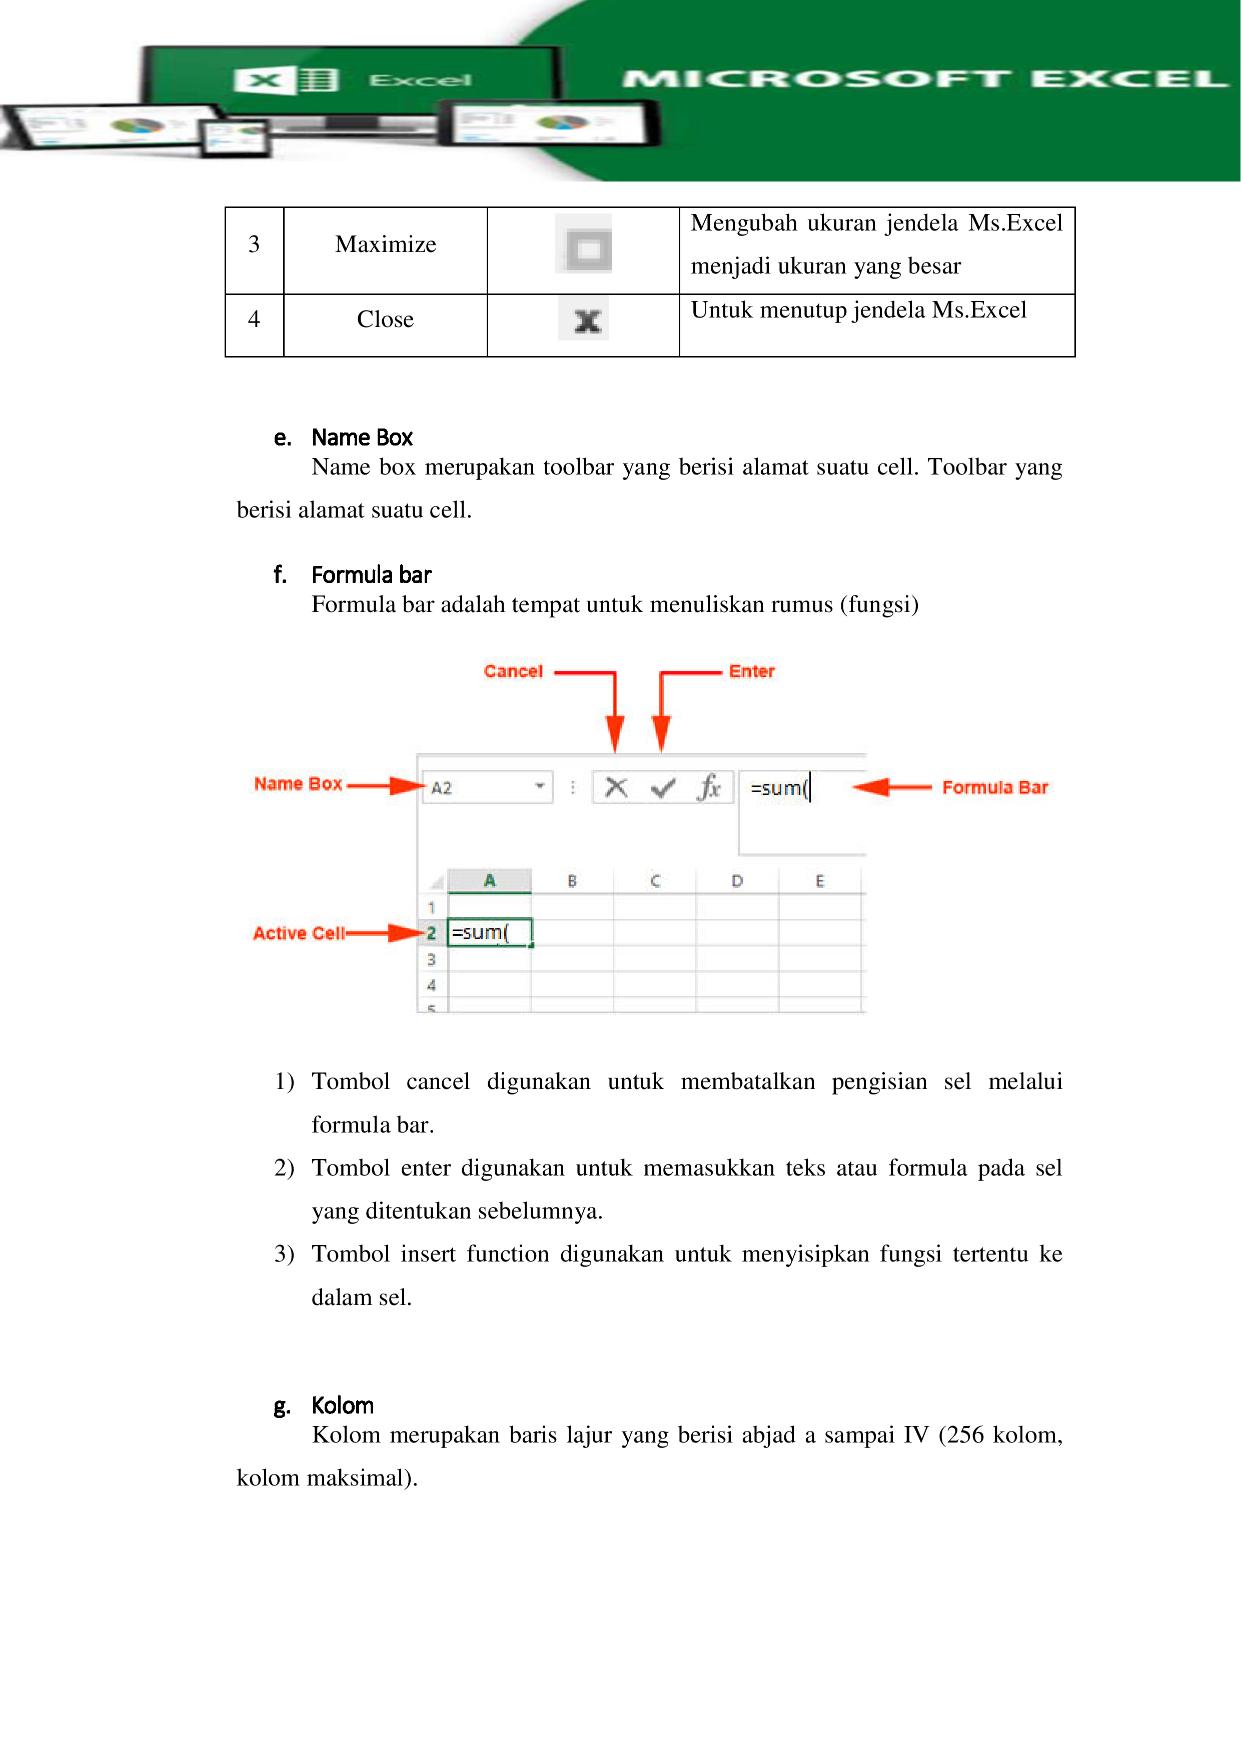 Excel
MICROSOFT EXCEL
3 Maximize Mengubah ukuran jendela Ms.Excel
menjadi ukuran yang besar
4 Close Untuk menutup jendela Ms.Excel
e. Name Box
Name box merupakan toolbar yang berisi alamat suatu cell. Toolbar yang
berisi alamat suatu cell.
f. Formula bar
Formula bar adalah tempat untuk menuliskan rumus (fungsi)
Cancel Enter
Name Box A2 fx =sum( Formula Bar
A B C D E
1
Active Cell 2 =sum(
3
4
5
1) Tombol cancel digunakan untuk membatalkan pengisian sel melalui
formula bar.
2) Tombol enter digunakan untuk memasukkan teks atau formula pada sel
yang ditentukan sebelumnya.
3) Tombol insert function digunakan untuk menyisipkan fungsi tertentu ke
dalam sel.
g. Kolom
Kolom merupakan baris lajur yang berisi abjad a sampai IV (256 kolom,
kolom maksimal).